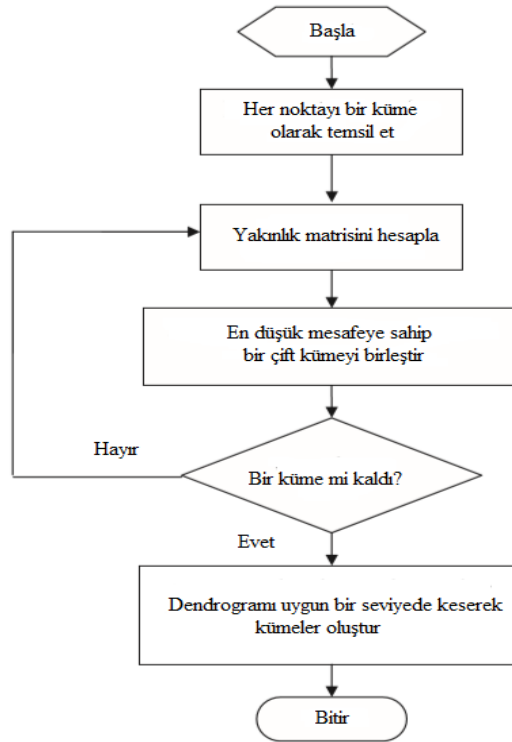 Başla
Her noktayı bir küme
olarak temsil et
Yakınlık matrisini hesapla
En düşük mesafeye sahip
bir çift kümeyi birleştir
Hayır
Bir küme mi kaldı?
Evet
Dendrogramı uygun bir seviyede keserek
kümeler oluştur
Bitir